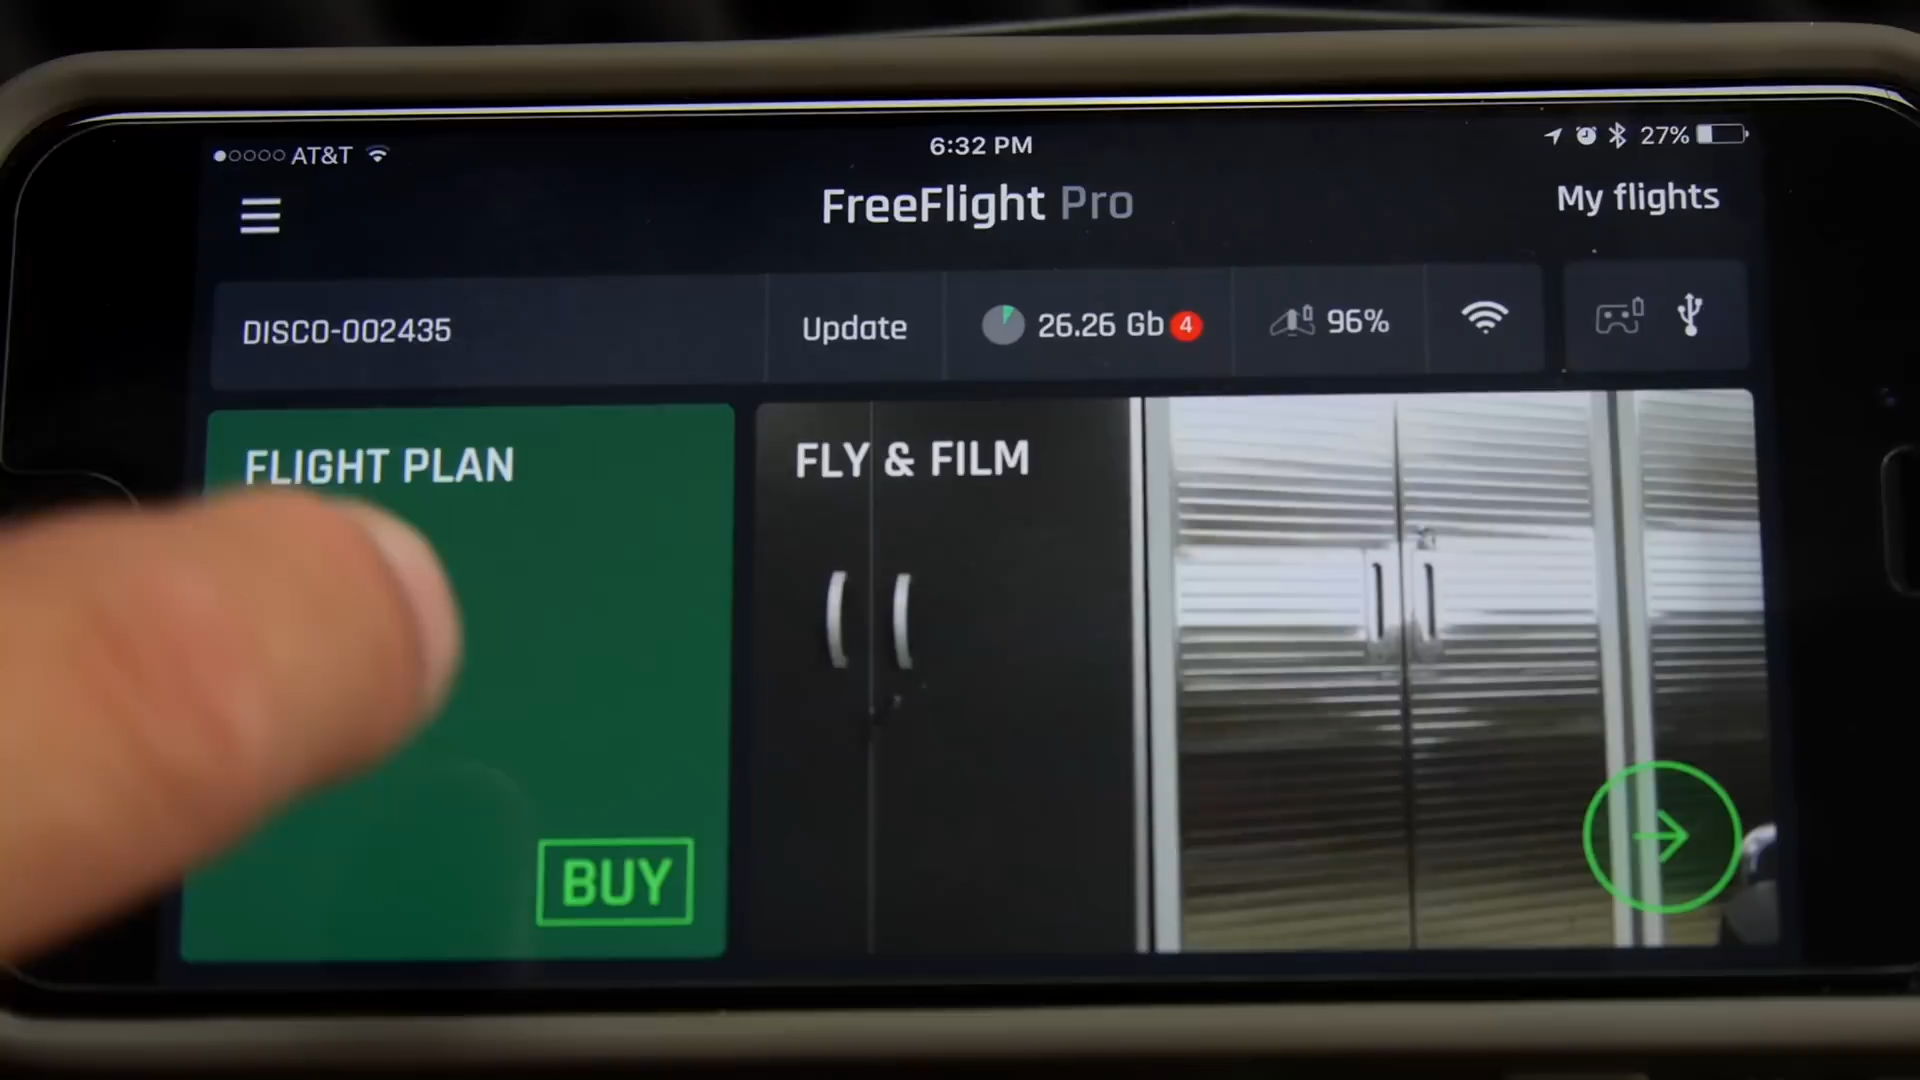 AT&T
6:32 PM
27%
FreeFlight Pro
My flights
DISCO-002435
Update
26.26 Gb
4
96%
FLIGHT PLAN
FLY & FILM
BUY